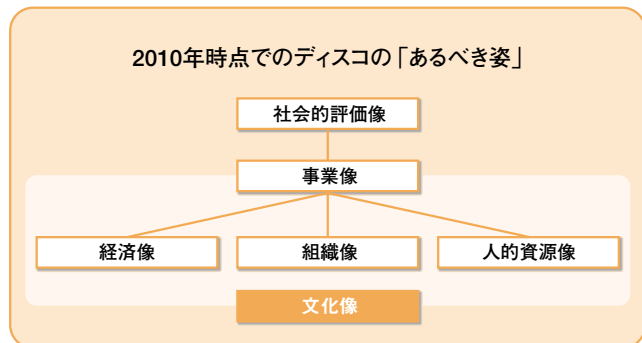 2010年時点でのディスコの「あるべき姿」
社会的評価像
事業像
経済像
組織像
人的資源像
文化像